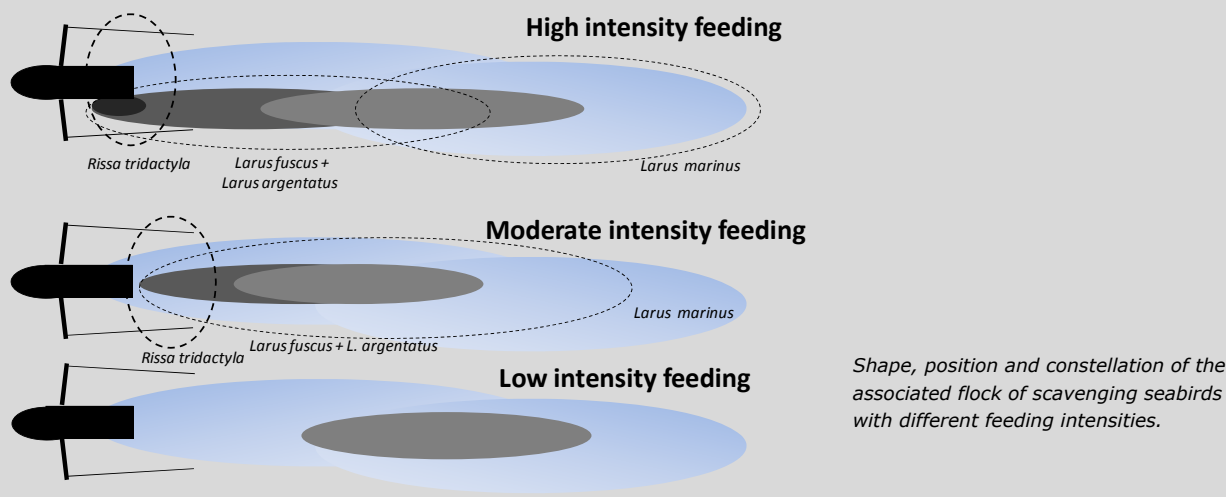 High intensity feeding
Rissa tridactyla
Larus fuscus +
Larus argentatus
Larus marinus
Moderate intensity feeding
Larus marinus
Rissa tridactyla
Larus fuscus + L. argentatus
Low intensity feeding
Shape, position and constellation of the
associated flock of scavenging seabirds
with different feeding intensities.